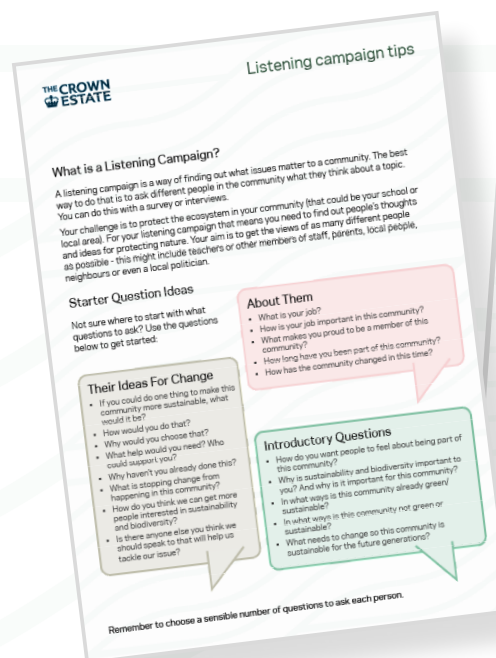 THE CROWN
ESTATE
Listening campaign tips
What is a Listening Campaign?
A listening campaign is a way of finding out what issues matter to a community. The best
way to do that is to ask different people in the community what they think about a topic.
You can do this with a survey or interviews.
Your challenge is to protect the ecosystem in your community (that could be your school or
local area). For your listening campaign that means you need to find out people's thoughts
and ideas for protecting nature. Your aim is to get the views of as many different people
as possible - this might include teachers or other members of staff, parents, local people,
neighbours or even a local politician.
Starter Question Ideas
Not sure where to start with what
questions to ask? Use the questions
below to get started:
About Them
• What is your job?
• How is your job important in this community?
• What makes you proud to be a member of this
community?
• How long have you been part of this community?
• How has the community changed in this time?
Their Ideas For Change
• If you could do one thing to make this
community more sustainable, what
would it be?
• How would you do that?
• Why would you choose that?
• What help would you need? Who
could support you?
• Why haven't you already done this?
• What is stopping change from
happening in this community?
• How do you think we can get more
people interested in sustainability
and biodiversity?
• Is there anyone else you think we
should speak to that will help us
tackle our issue?
Introductory Questions
• How do you want people to feel about being part of
this community?
• Why is sustainability and biodiversity important to
you? And why is it important for this community?
• In what ways is this community already green/
sustainable?
• In what ways is this community not green or
sustainable?
• What needs to change so this community is
sustainable for the future generations?
Remember to choose a sensible number of questions to ask each person.